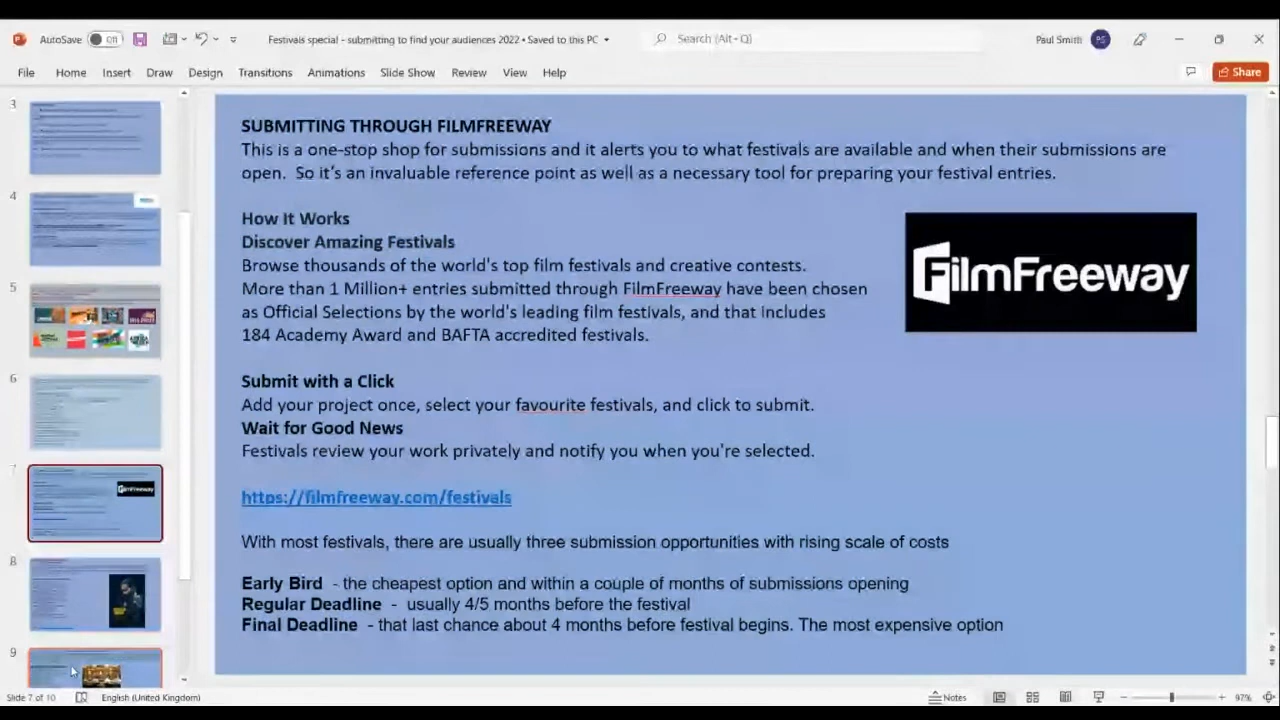 AutoSave Off
Festivals special - submitting to find your audiences 2022 • Saved to this PC
Search (Alt+Q)
Paul Smith PS
File Home Insert Draw Design Transitions Animations Slide Show Review View Help
Share
3
4
5
6
7
8
9
SUBMITTING THROUGH FILMFREEWAY
This is a one-stop shop for submissions and it alerts you to what festivals are available and when their submissions are
open. So it's an invaluable reference point as well as a necessary tool for preparing your festival entries.
How It Works
Discover Amazing Festivals
Browse thousands of the world's top film festivals and creative contests.
More than 1 Million+ entries submitted through FilmFreeway have been chosen
as Official Selections by the world's leading film festivals, and that includes
184 Academy Award and BAFTA accredited festivals.
FilmFreeway
Submit with a Click
Add your project once, select your favourite festivals, and click to submit.
Wait for Good News
Festivals review your work privately and notify you when you're selected.
https://filmfreeway.com/festivals
With most festivals, there are usually three submission opportunities with rising scale of costs
Early Bird - the cheapest option and within a couple of months of submissions opening
Regular Deadline - usually 4/5 months before the festival
Final Deadline - that last chance about 4 months before festival begins. The most expensive option
FilmFreeway
Slide 7 of 10 English (United Kingdom)
Notes
97%